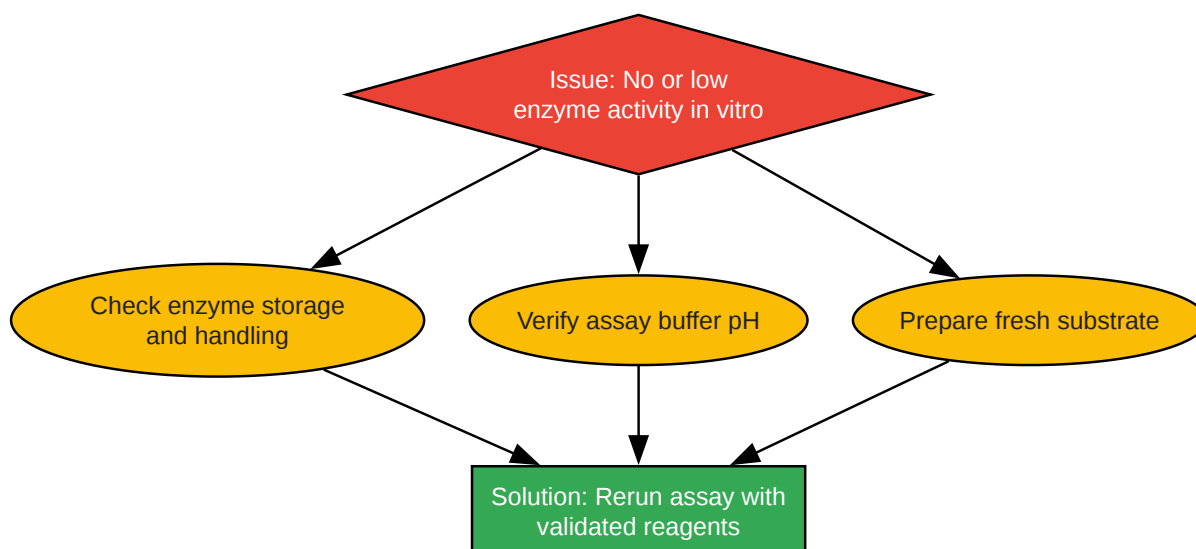 Issue: No or low
enzyme activity in vitro
Check enzyme storage
and handling
Verify assay buffer pH
Prepare fresh substrate
Solution: Rerun assay with
validated reagents